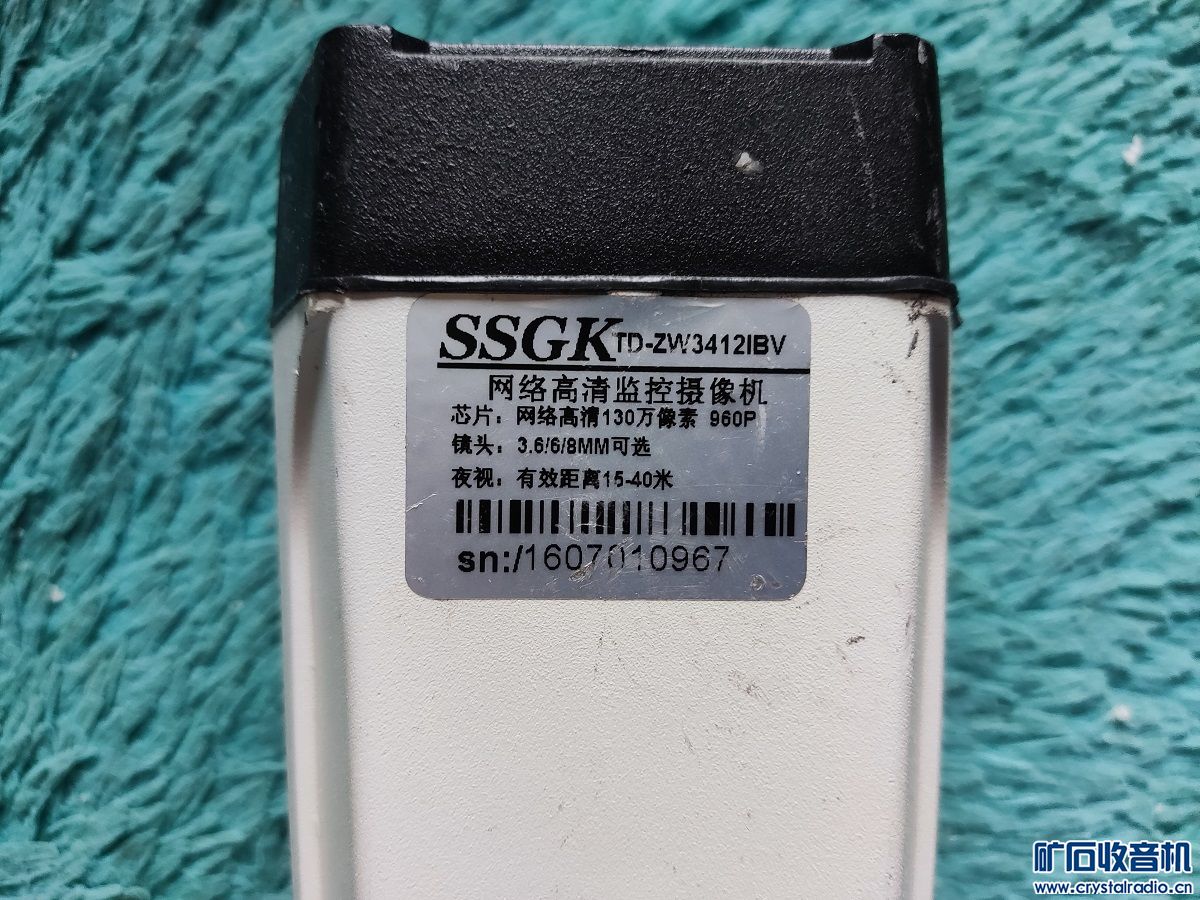 SSGK TD-ZW3412IBV
网络高清监控摄像机
芯片：网络高清130万像素 960P
镜头：3.6/6/8MM可选
夜视：有效距离15-40米
sn:/1607010967
矿石收音机
www.crystalradio.cn